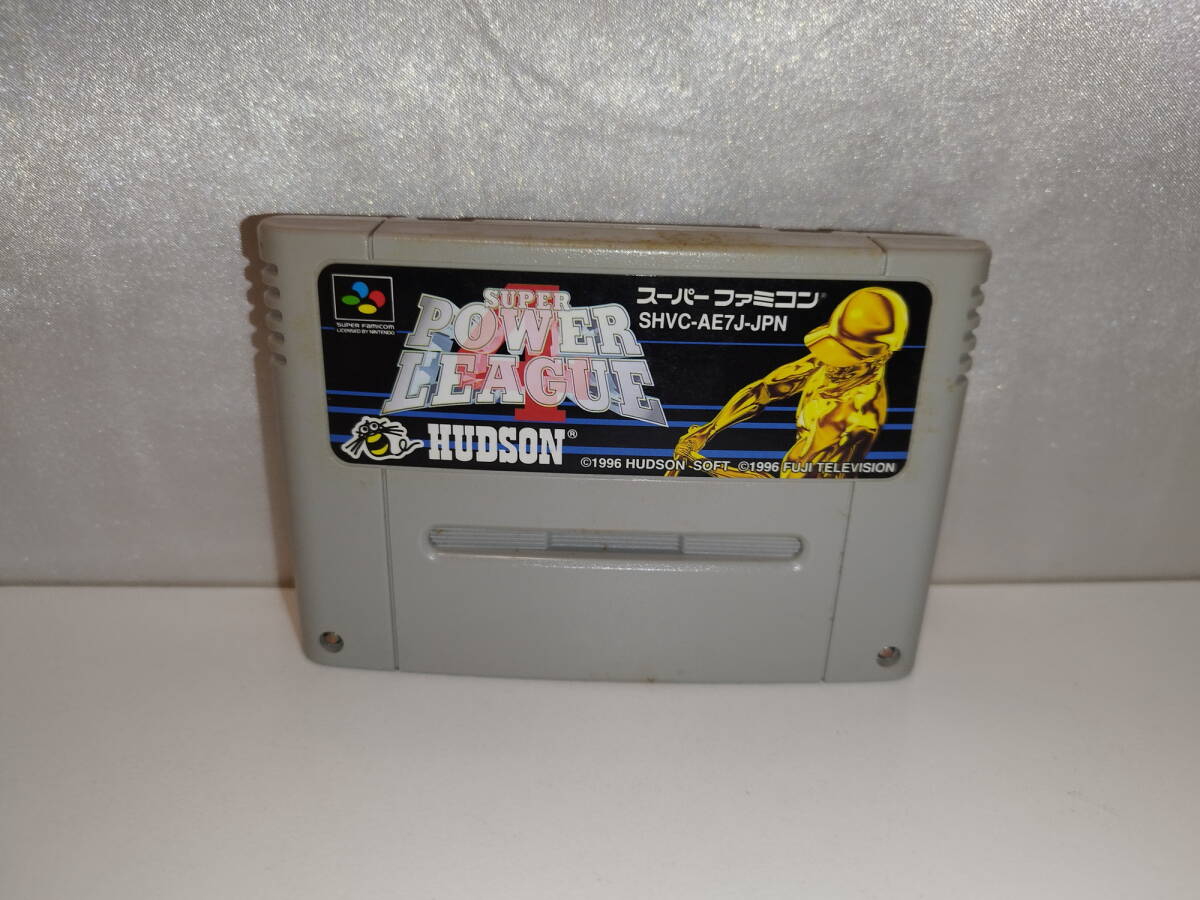 SUPER FAMICOM
LICENSED BY NINTENDO
SUPER
POWER
LEAGUE
4
スーパーファミコン®
SHVC-AE7J-JPN
HUDSON®
©1996 HUDSON SOFT ©1996 FUJI TELEVISION